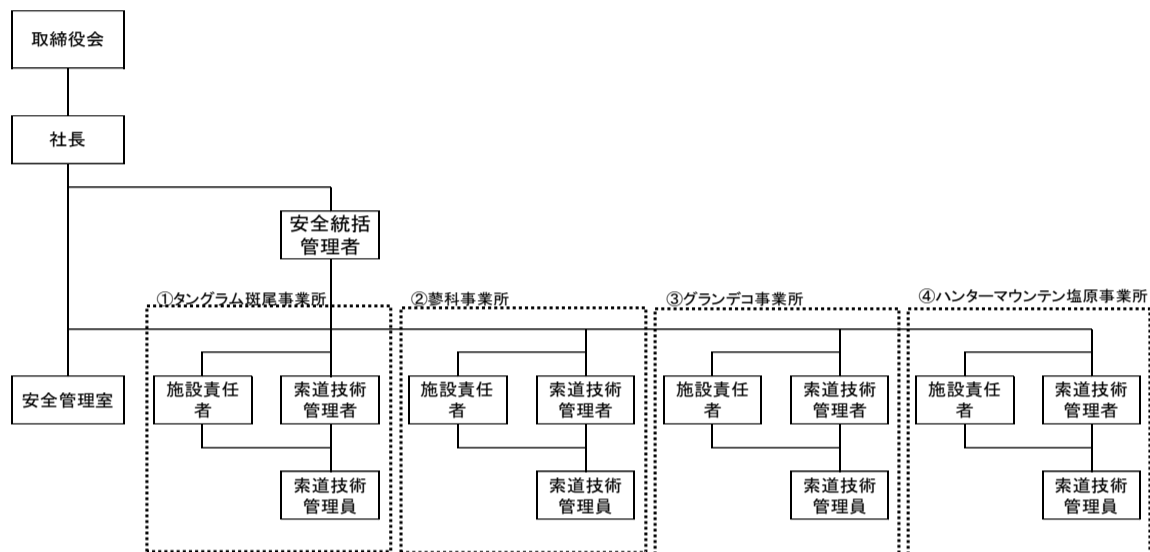 取締役会
社長
安全統括
管理者
①タングラム斑尾事業所
②蓼科事業所
③グランデコ事業所
④ハンターマウンテン塩原事業所
安全管理室
施設責任
者
索道技術
管理者
施設責任
者
索道技術
管理者
施設責任
者
索道技術
管理者
施設責任
者
索道技術
管理者
索道技術
管理員
索道技術
管理員
索道技術
管理員
索道技術
管理員